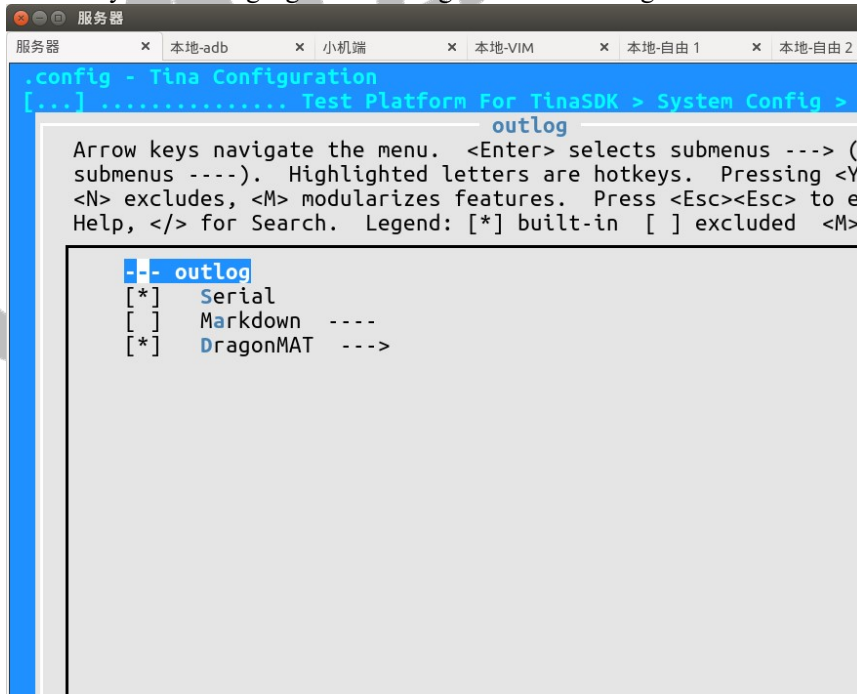 服务器
服务器 × 本地-adb × 小机端 × 本地-VIM × 本地-自由 1 × 本地-自由 2
.config - Tina Configuration
[...] ............... Test Platform For TinaSDK > System Config >
outlog
Arrow keys navigate the menu. <Enter> selects submenus ---> (
submenus ----). Highlighted letters are hotkeys. Pressing <Y
<N> excludes, <M> modularizes features. Press <Esc><Esc> to e
Help, </> for Search. Legend: [*] built-in [ ] excluded <M>
--- outlog
[*] Serial
[ ] Markdown ----
[*] DragonMAT --->